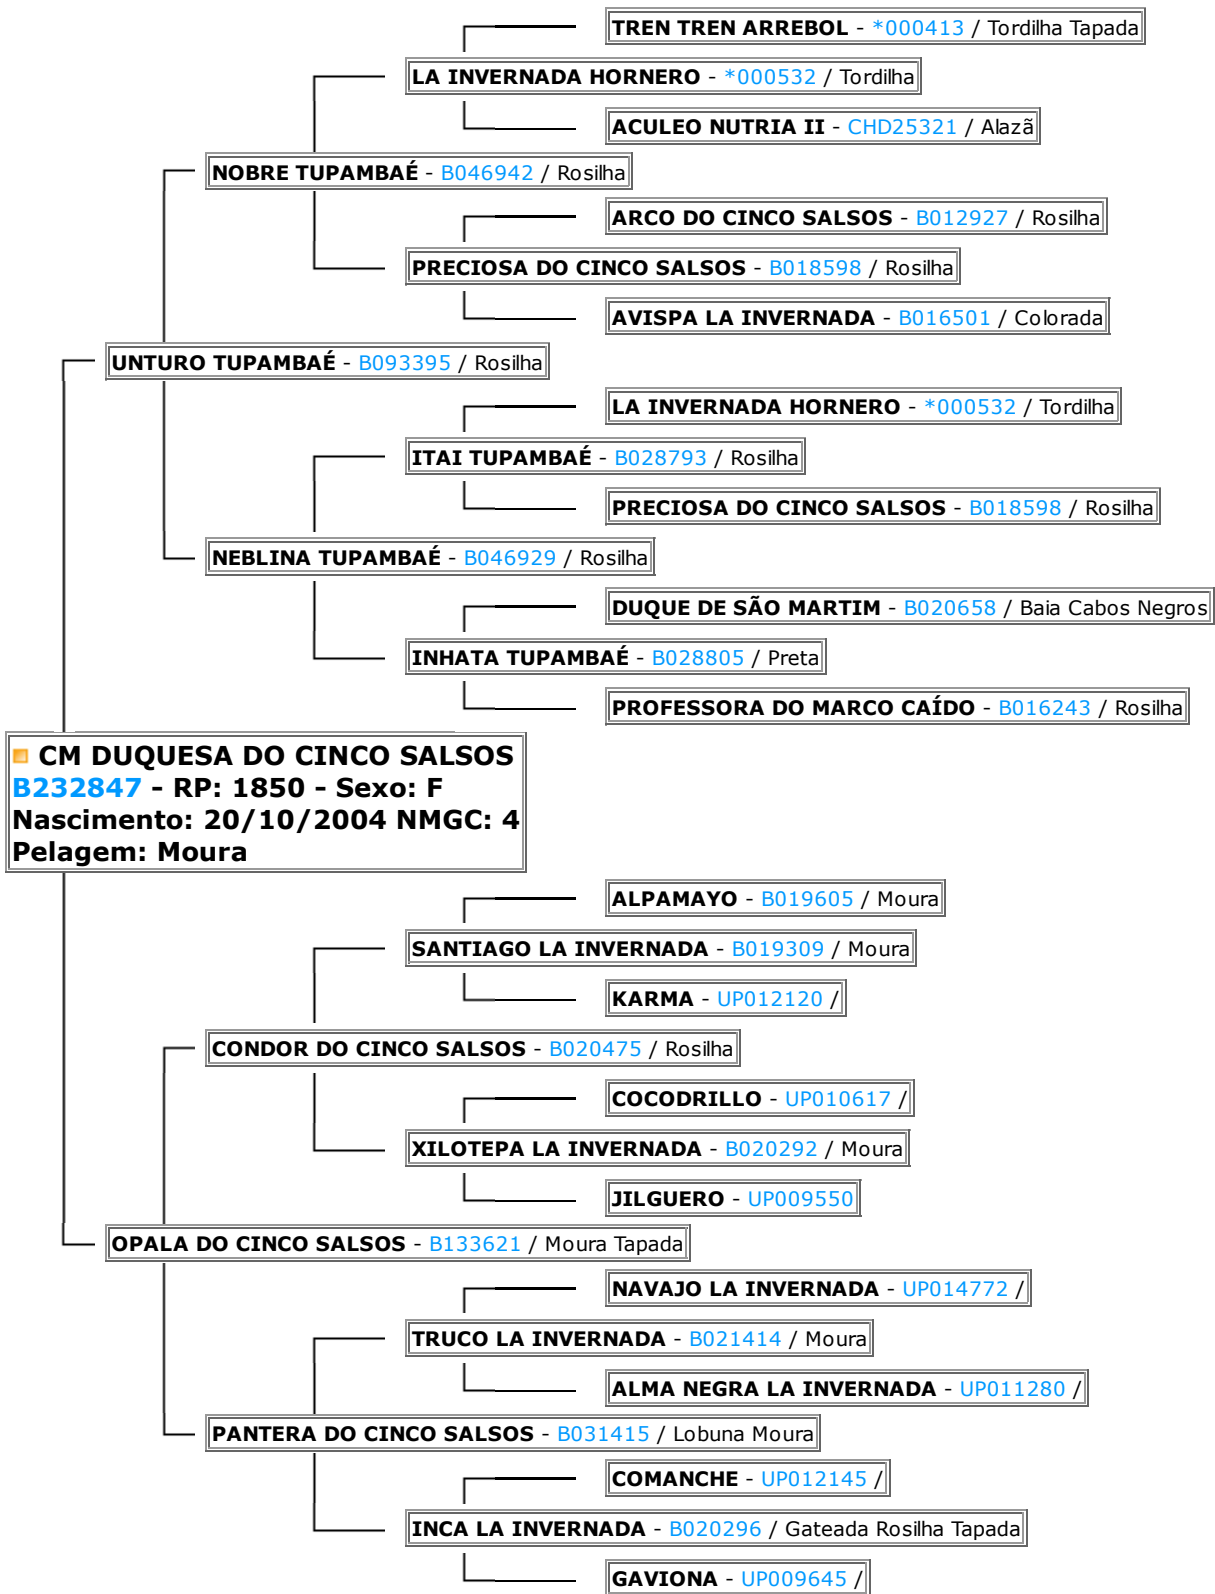 TREN TREN ARREBOL - *000413 / Tordilha Tapada
LA INVERNADA HORNERO - *000532 / Tordilha
ACULEO NUTRIA II - CHD25321 / Alazã
NOBRE TUPAMBAÉ - B046942 / Rosilha
ARCO DO CINCO SALSOS - B012927 / Rosilha
PRECIOSA DO CINCO SALSOS - B018598 / Rosilha
AVISPA LA INVERNADA - B016501 / Colorada
UNTURO TUPAMBAÉ - B093395 / Rosilha
LA INVERNADA HORNERO - *000532 / Tordilha
ITAI TUPAMBAÉ - B028793 / Rosilha
PRECIOSA DO CINCO SALSOS - B018598 / Rosilha
NEBLINA TUPAMBAÉ - B046929 / Rosilha
DUQUE DE SÃO MARTIM - B020658 / Baia Cabos Negros
INHATA TUPAMBAÉ - B028805 / Preta
PROFESSORA DO MARCO CAÍDO - B016243 / Rosilha
CM DUQUESA DO CINCO SALSOS
B232847 - RP: 1850 - Sexo: F
Nascimento: 20/10/2004 NMGC: 4
Pelagem: Moura
ALPAMAYO - B019605 / Moura
SANTIAGO LA INVERNADA - B019309 / Moura
KARMA - UP012120 /
CONDOR DO CINCO SALSOS - B020475 / Rosilha
COCODRILLO - UP010617 /
XILOTEPA LA INVERNADA - B020292 / Moura
JILGUERO - UP009550
OPALA DO CINCO SALSOS - B133621 / Moura Tapada
NAVAJO LA INVERNADA - UP014772 /
TRUCO LA INVERNADA - B021414 / Moura
ALMA NEGRA LA INVERNADA - UP011280 /
PANTERA DO CINCO SALSOS - B031415 / Lobuna Moura
COMANCHE - UP012145 /
INCA LA INVERNADA - B020296 / Gateada Rosilha Tapada
GAVIONA - UP009645 /